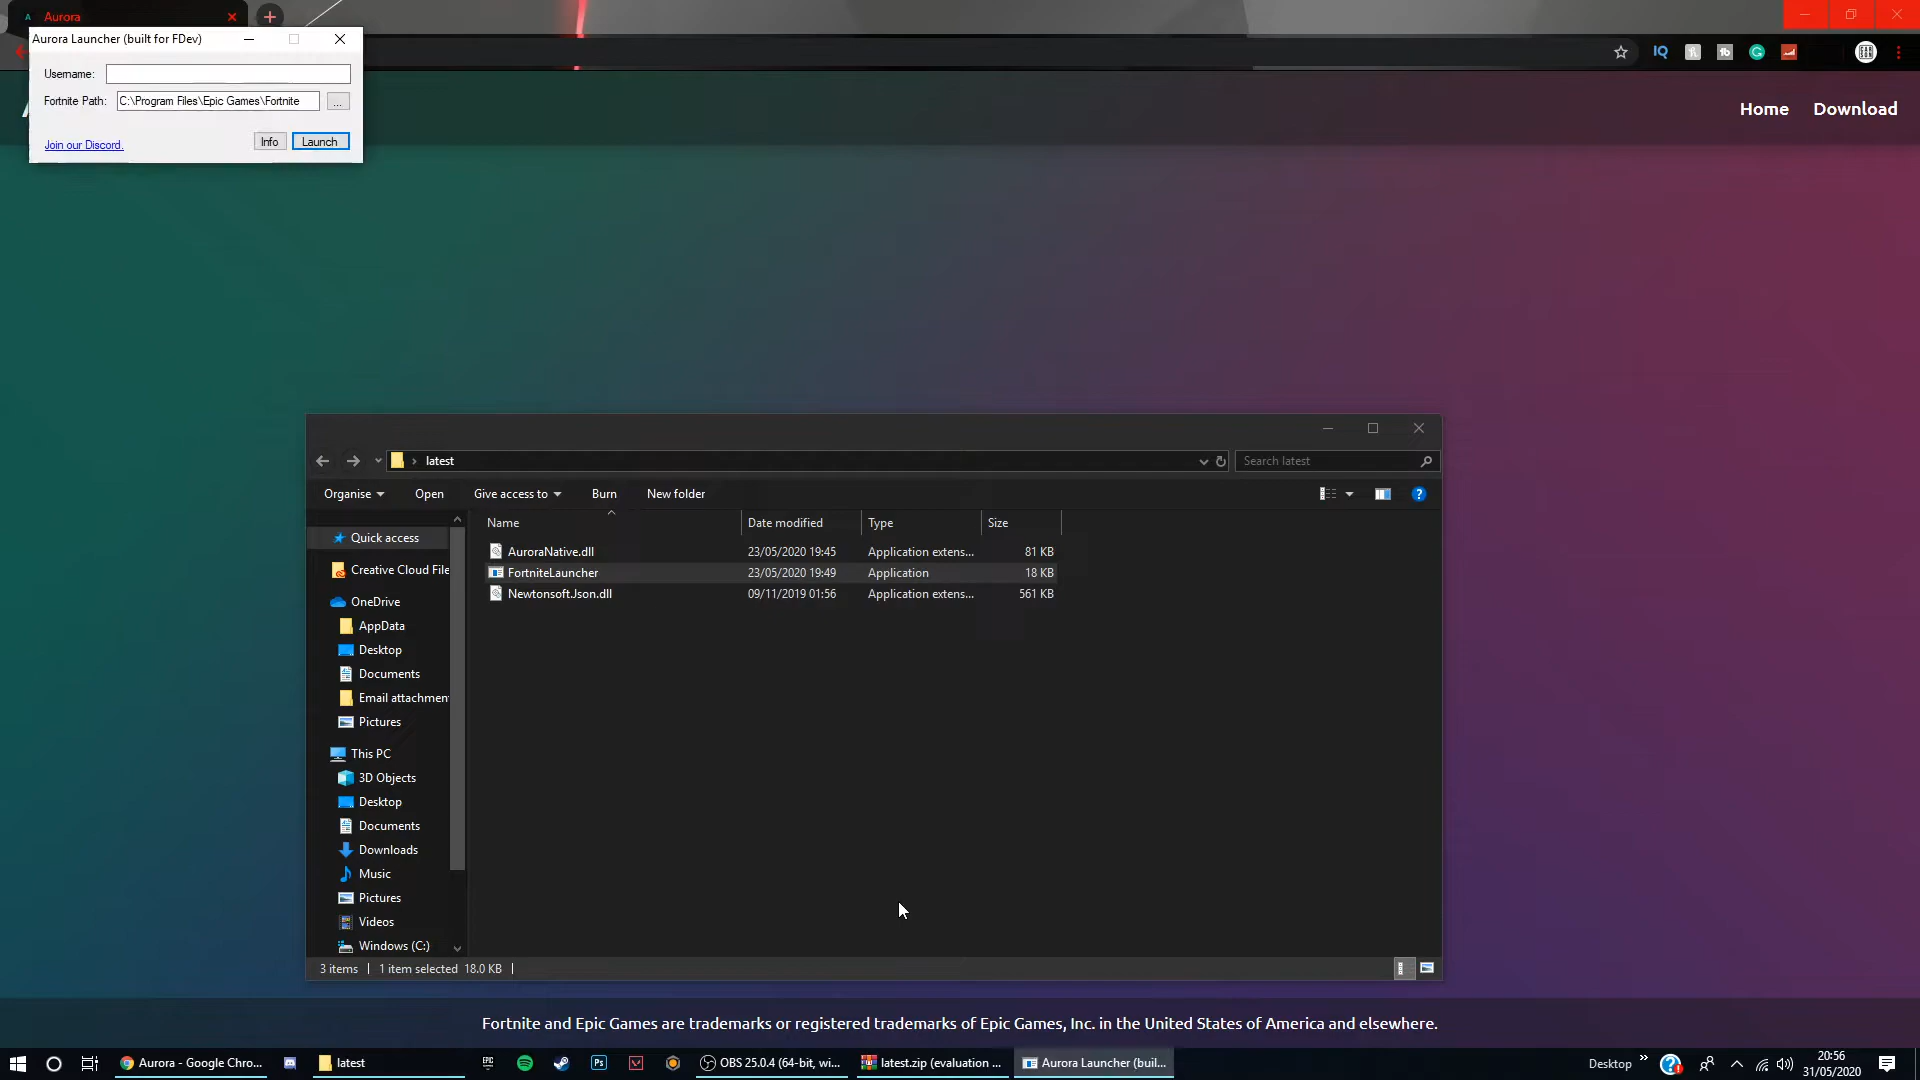 Aurora
Aurora Launcher (built for FDev)
Username:
Fortnite Path: C:\Program Files\Epic Games\Fortnite ...
Join our Discord. Info Launch
Home Download
latest
Search latest
Organise Open Give access to Burn New folder
Name Date modified Type Size
AuroraNative.dll 23/05/2020 19:45 Application extens... 81 KB
FortniteLauncher 23/05/2020 19:49 Application 18 KB
Newtonsoft.Json.dll 09/11/2019 01:56 Application extens... 561 KB
Quick access
Creative Cloud File
OneDrive
AppData
Desktop
Documents
Email attachmen
Pictures
This PC
3D Objects
Desktop
Documents
Downloads
Music
Pictures
Videos
Windows (C:)
3 items 1 item selected 18.0 KB
Fortnite and Epic Games are trademarks or registered trademarks of Epic Games, Inc. in the United States of America and elsewhere.
Aurora - Google Chro... latest OBS 25.0.4 (64-bit, wi... latest.zip (evaluation ... Aurora Launcher (buil... Desktop 20:56
31/05/2020